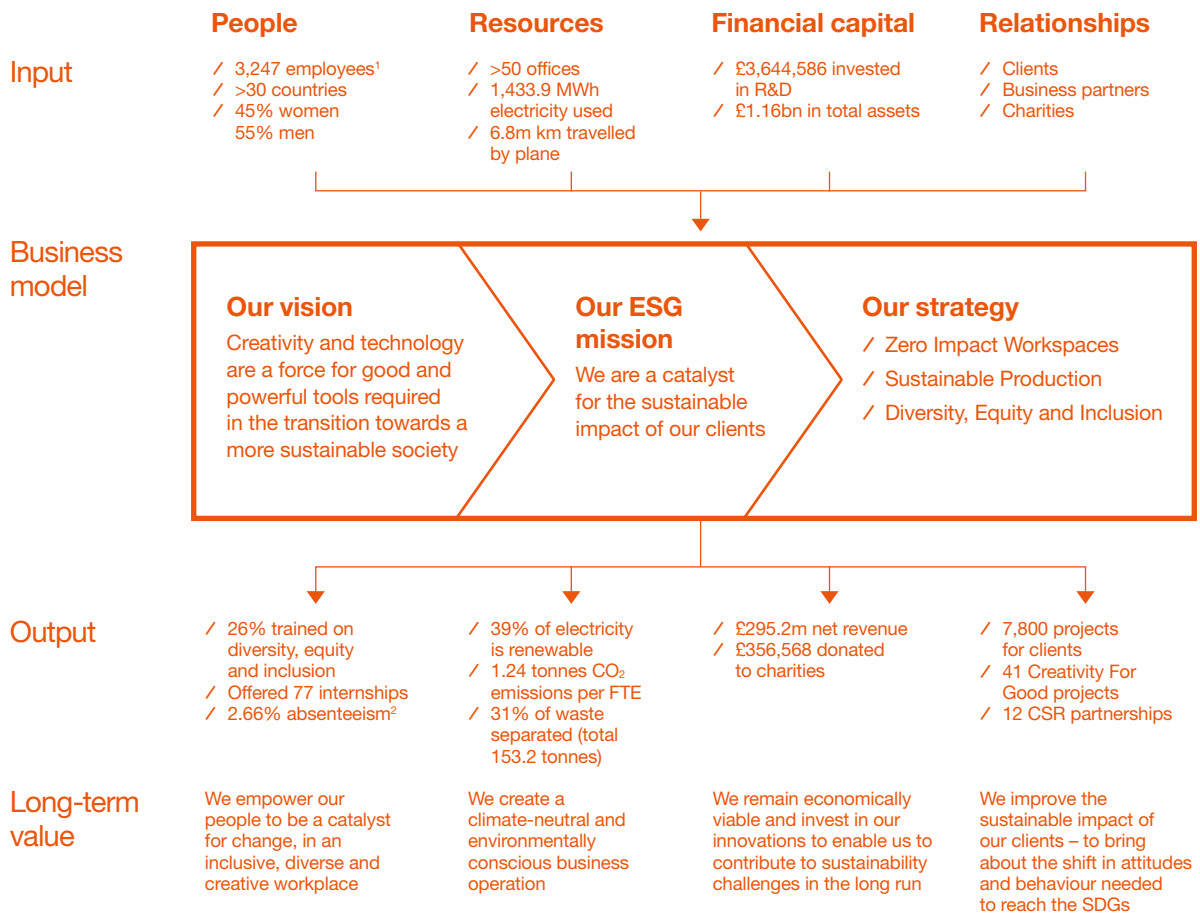 People
Resources
Financial capital
Relationships
Input
/ 3,247 employees¹
/ >30 countries
/ 45% women
55% men
/ >50 offices
/ 1,433.9 MWh
electricity used
/ 6.8m km travelled
by plane
/ £3,644,586 invested
in R&D
/ £1.16bn in total assets
/ Clients
/ Business partners
/ Charities
Business
model
Our vision
Creativity and technology
are a force for good and
powerful tools required
in the transition towards a
more sustainable society
Our ESG
mission
We are a catalyst
for the sustainable
impact of our clients
Our strategy
/ Zero Impact Workspaces
/ Sustainable Production
/ Diversity, Equity and Inclusion
Output
/ 26% trained on
diversity, equity
and inclusion
/ Offered 77 internships
/ 2.66% absenteeism²
/ 39% of electricity
is renewable
/ 1.24 tonnes CO₂
emissions per FTE
/ 31% of waste
separated (total
153.2 tonnes)
/ £295.2m net revenue
/ £356,568 donated
to charities
/ 7,800 projects
for clients
/ 41 Creativity For
Good projects
/ 12 CSR partnerships
Long-term
value
We empower our
people to be a catalyst
for change, in an
inclusive, diverse and
creative workplace
We create a
climate-neutral and
environmentally
conscious business
operation
We remain economically
viable and invest in our
innovations to enable us to
contribute to sustainability
challenges in the long run
We improve the
sustainable impact of
our clients – to bring
about the shift in attitudes
and behaviour needed
to reach the SDGs